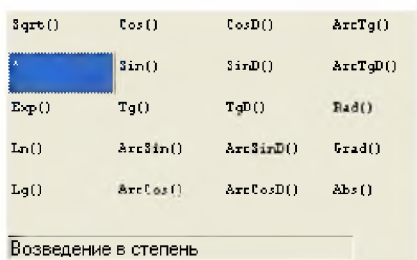 Sqrt() Cos() CosD() ArcTg()
^ Sin() SinD() ArcTgD()
Exp() Tg() TgD() Rad()
Ln() ArcSin() ArcSinD() Grad()
Lg() ArcCos() ArcCosD() Abs()
Возведение в степень